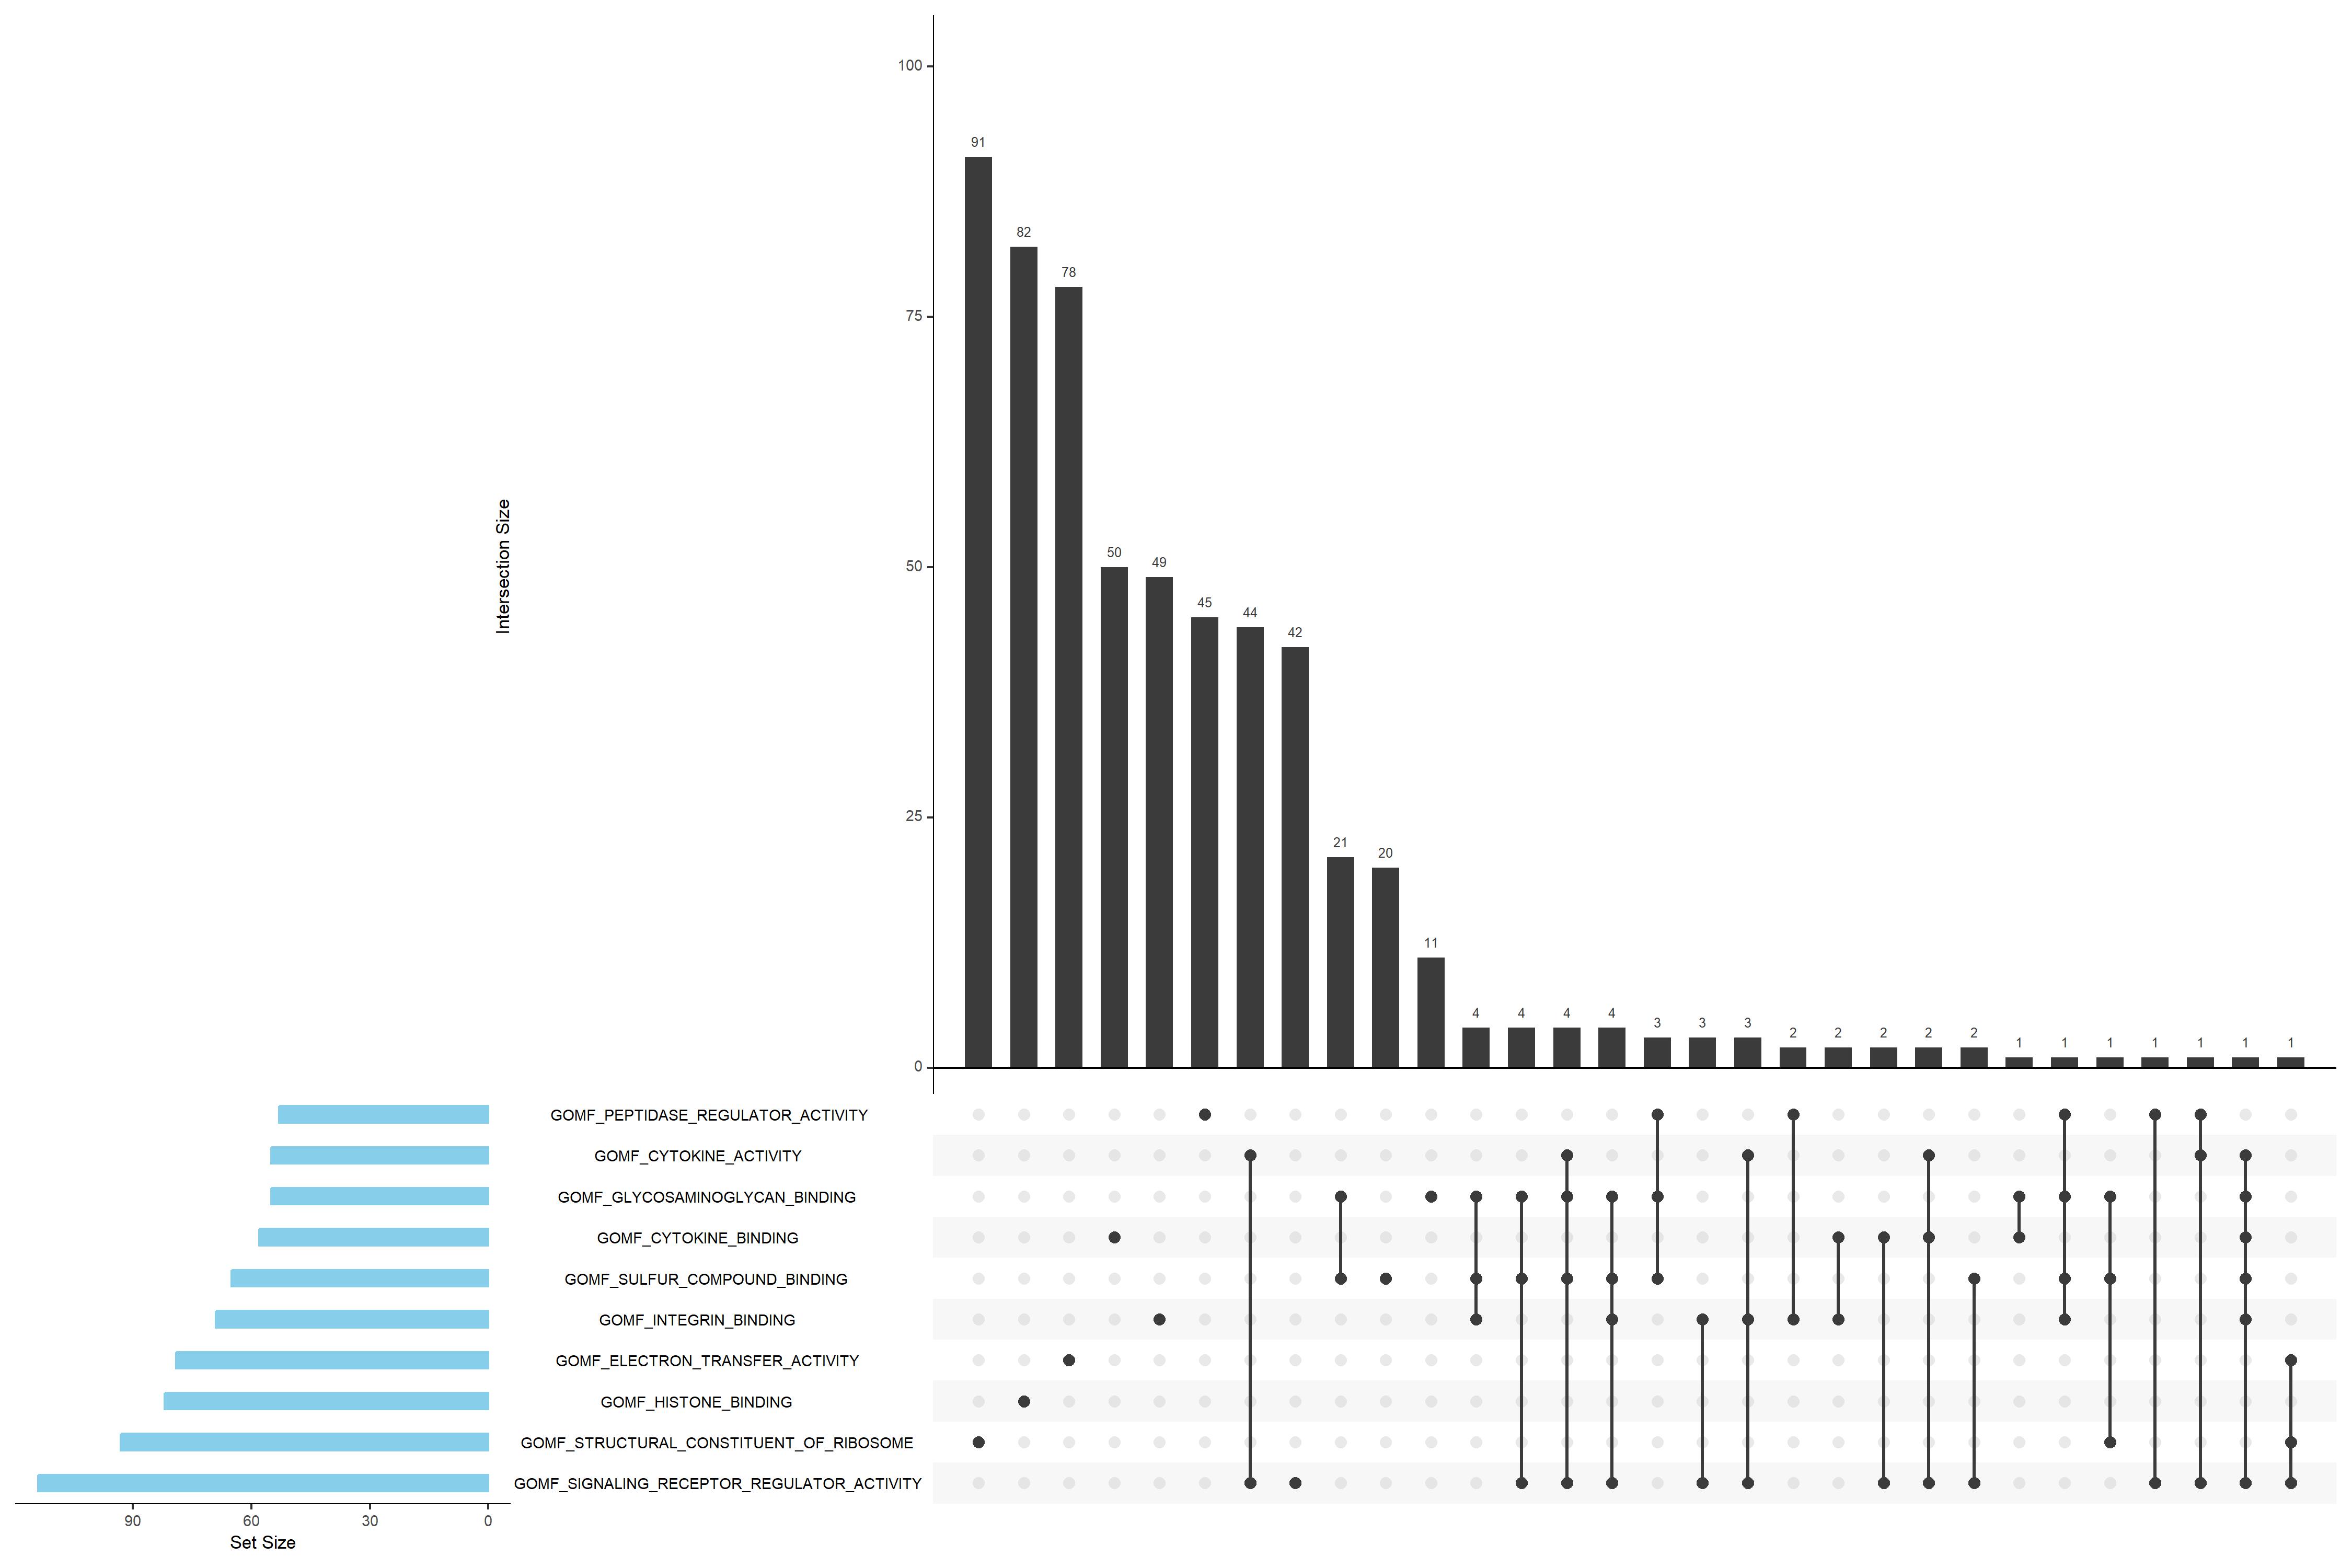 100
75
50
25
0
Intersection Size
91
82
78
50
49
45
44
42
21
20
11
4
4
4
4
3
3
3
2
2
2
2
2
1
1
1
1
1
1
1
GOMF_PEPTIDASE_REGULATOR_ACTIVITY
GOMF_CYTOKINE_ACTIVITY
GOMF_GLYCOSAMINOGLYCAN_BINDING
GOMF_CYTOKINE_BINDING
GOMF_SULFUR_COMPOUND_BINDING
GOMF_INTEGRIN_BINDING
GOMF_ELECTRON_TRANSFER_ACTIVITY
GOMF_HISTONE_BINDING
GOMF_STRUCTURAL_CONSTITUENT_OF_RIBOSOME
GOMF_SIGNALING_RECEPTOR_REGULATOR_ACTIVITY
90 60 30 0
Set Size